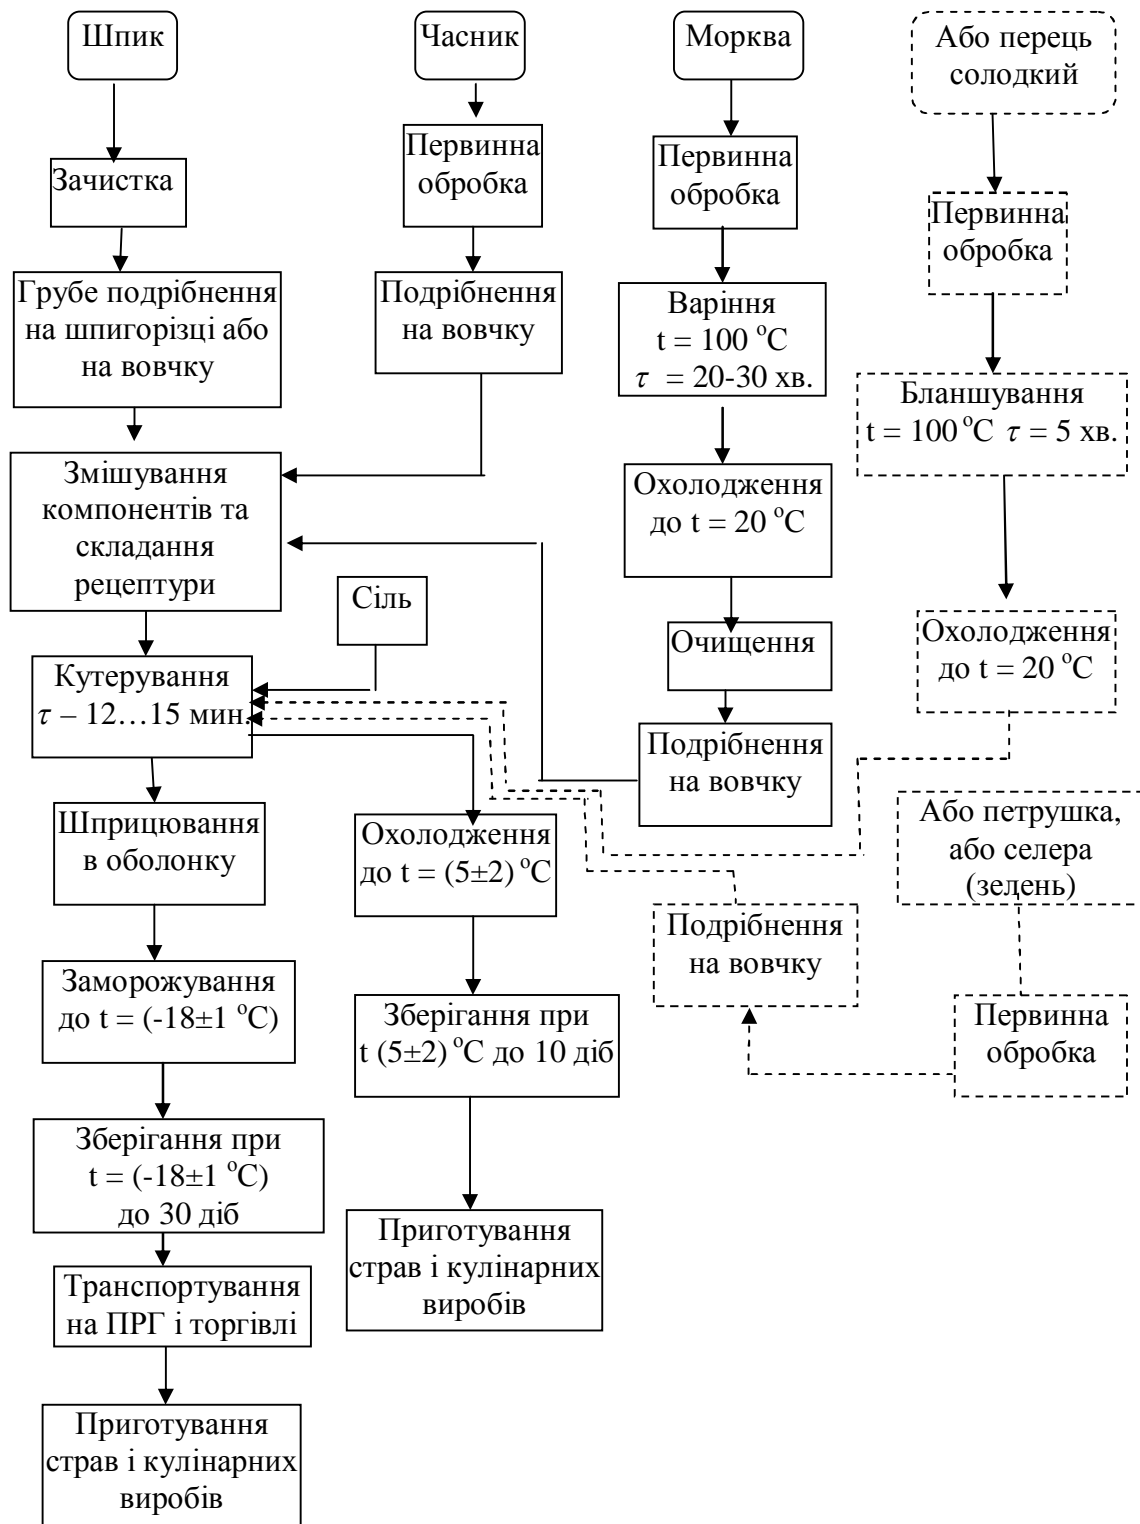 Шпик
Часник
Морква
Або перець
солодкий
Зачистка
Первинна
обробка
Первинна
обробка
Первинна
обробка
Грубе подрібнення
на шпигорізці або
на вовчку
Подрібнення
на вовчку
Варіння
t = 100 °С
τ = 20-30 хв.
Бланшування
t = 100 °С τ = 5 хв.
Змішування
компонентів та
складання
рецептури
Охолодження
до t = 20 °С
Сіль
Очищення
Охолодження
до t = 20 °С
Кутерування
τ – 12…15 мин.
Подрібнення
на вовчку
Шприцювання
в оболонку
Охолодження
до t = (5±2) °С
Або петрушка,
або селера
(зелень)
Подрібнення
на вовчку
Заморожування
до t = (-18±1 °С)
Зберігання при
t (5±2) °С до 10 діб
Первинна
обробка
Зберігання при
t = (-18±1 °С)
до 30 діб
Приготування
страв і кулінарних
виробів
Транспортування
на ПРГ і торгівлі
Приготування
страв і кулінарних
виробів